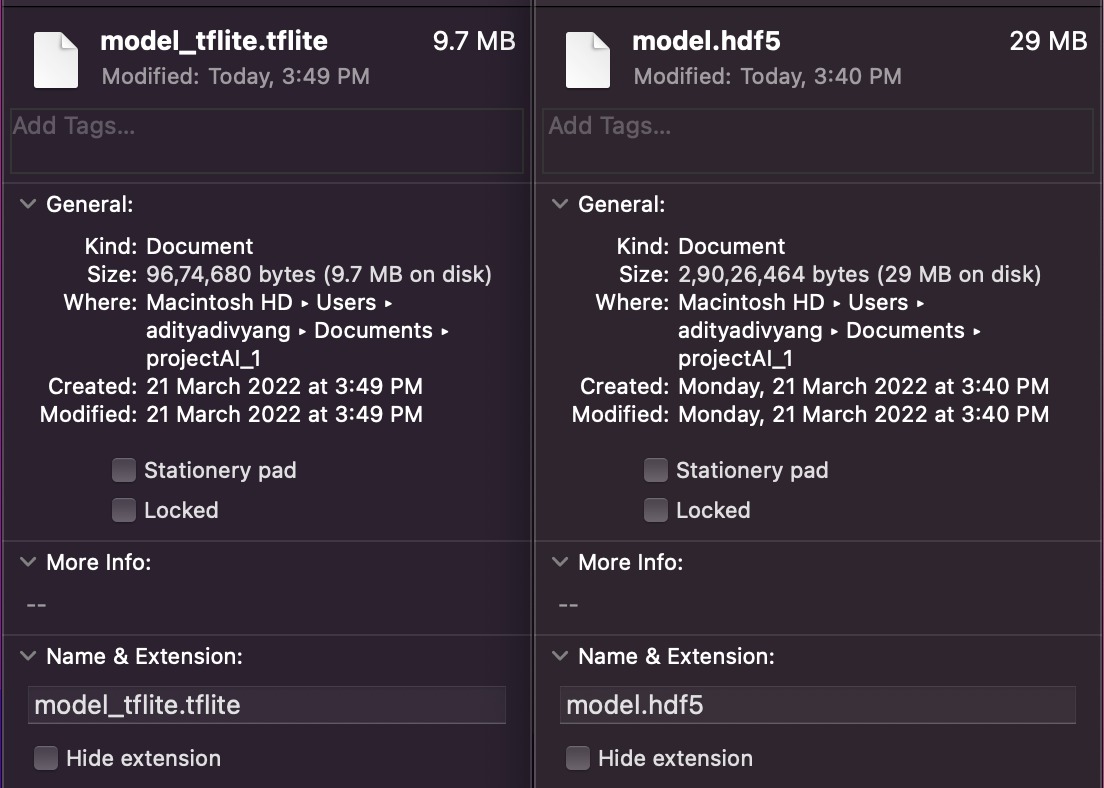 model_tflite.tflite 9.7 MB
Modified: Today, 3:49 PM
Add Tags...
General:
Kind: Document
Size: 96,74,680 bytes (9.7 MB on disk)
Where: Macintosh HD ▸ Users ▸
adityadivyang ▸ Documents ▸
projectAI_1
Created: 21 March 2022 at 3:49 PM
Modified: 21 March 2022 at 3:49 PM
Stationery pad
Locked
More Info:
--
Name & Extension:
model_tflite.tflite
Hide extension
model.hdf5 29 MB
Modified: Today, 3:40 PM
Add Tags...
General:
Kind: Document
Size: 2,90,26,464 bytes (29 MB on disk)
Where: Macintosh HD ▸ Users ▸
adityadivyang ▸ Documents ▸
projectAI_1
Created: Monday, 21 March 2022 at 3:40 PM
Modified: Monday, 21 March 2022 at 3:40 PM
Stationery pad
Locked
More Info:
--
Name & Extension:
model.hdf5
Hide extension